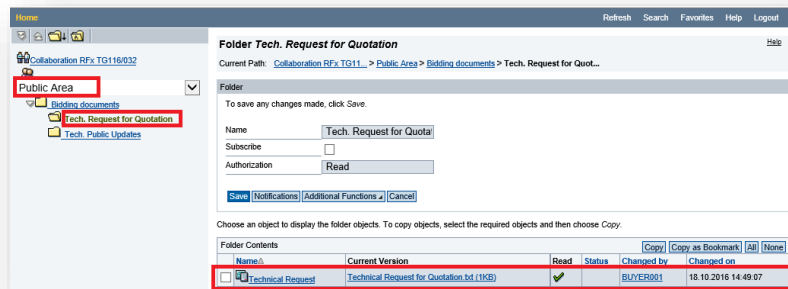 Home
Refresh Search Favorites Help Logout
Folder Tech. Request for Quotation
Help
Collaboration RFx TG116/032
Current Path: Collaboration RFx TG11... > Public Area > Bidding documents > Tech. Request for Quot...
Public Area
Bidding documents
Tech. Request for Quotation
Tech. Public Updates
Folder
To save any changes made, click Save.
Name Tech. Request for Quotat
Subscribe
Authorization Read
Save Notifications Additional Functions Cancel
Choose an object to display the folder objects. To copy objects, select the required objects and then choose Copy.
Folder Contents Copy Copy as Bookmark All None
Name Current Version Read Status Changed by Changed on
Technical Request Technical Request for Quotation.txt (1KB) BUYER001 18.10.2016 14:49:07